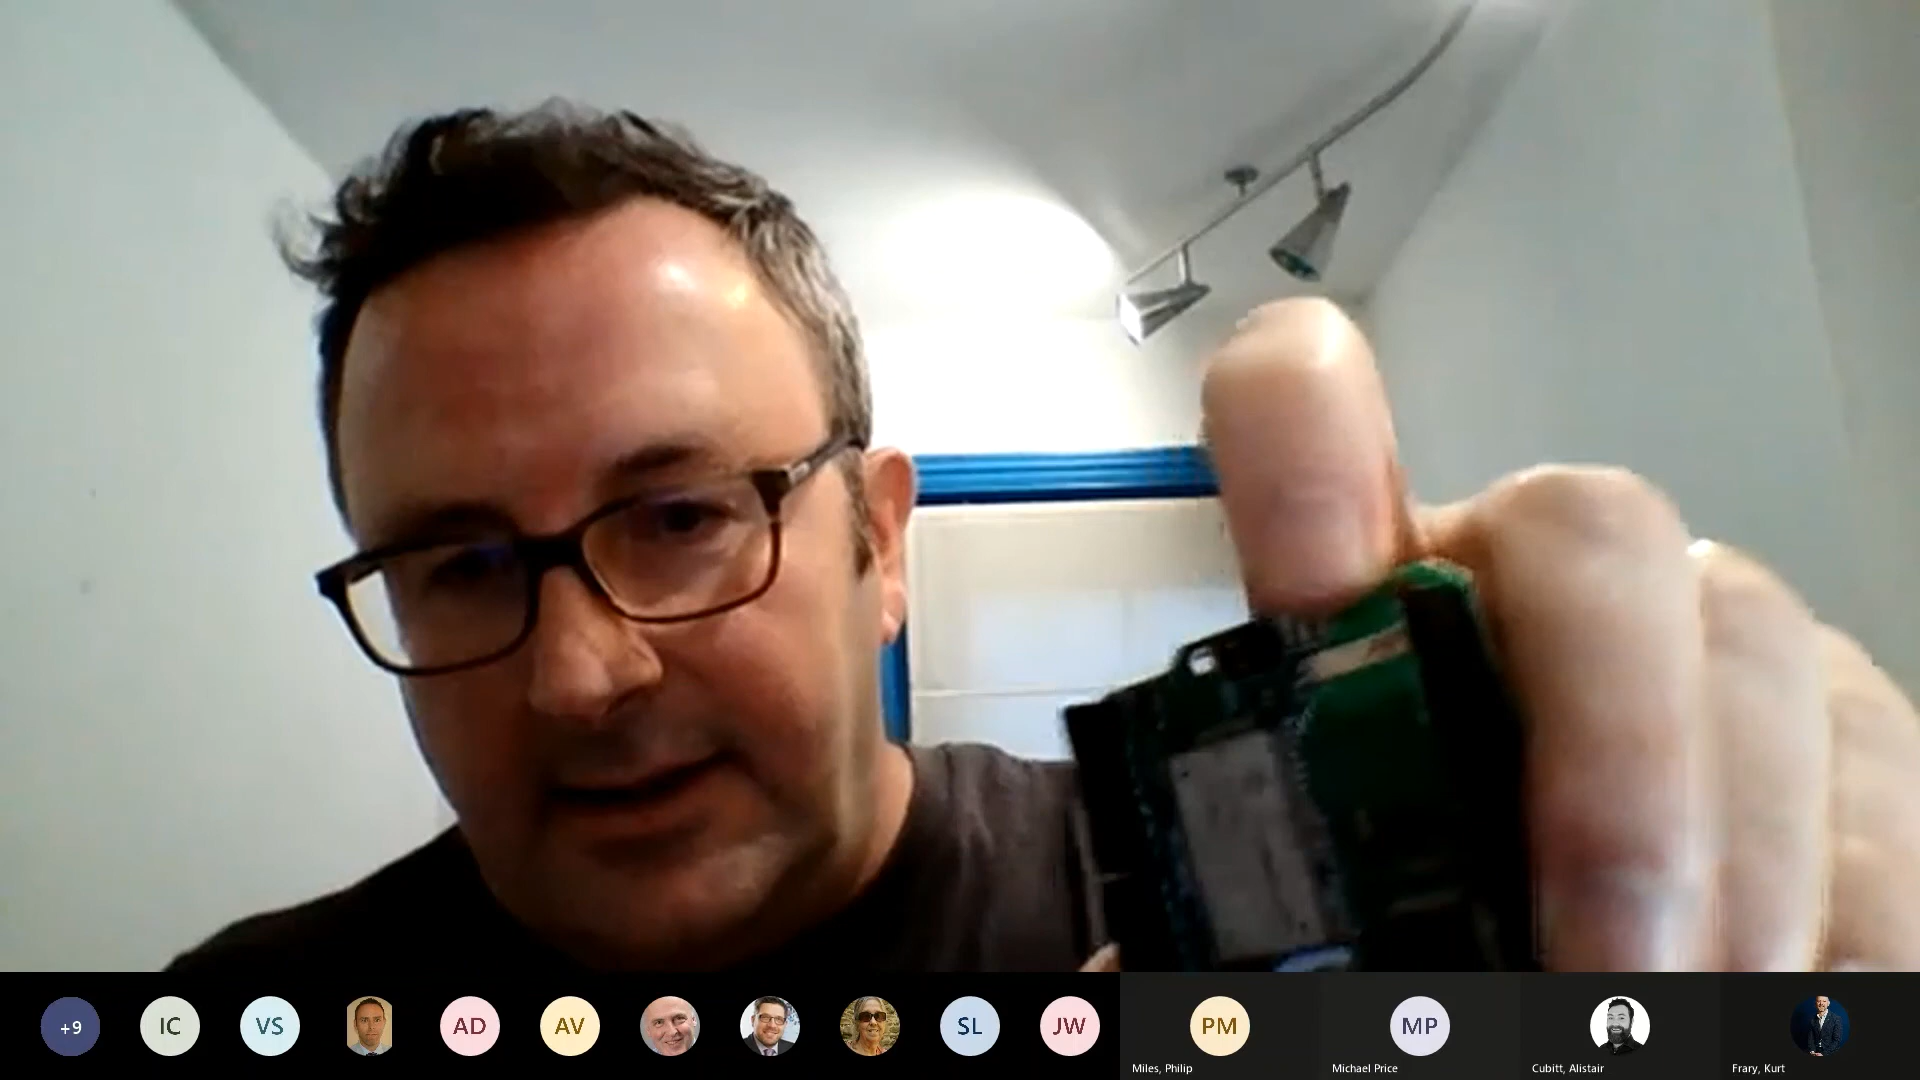 +9
IC
VS
AD
AV
SL
JW
PM
MP
Miles, Philip
Michael Price
Cubitt, Alistair
Frary, Kurt